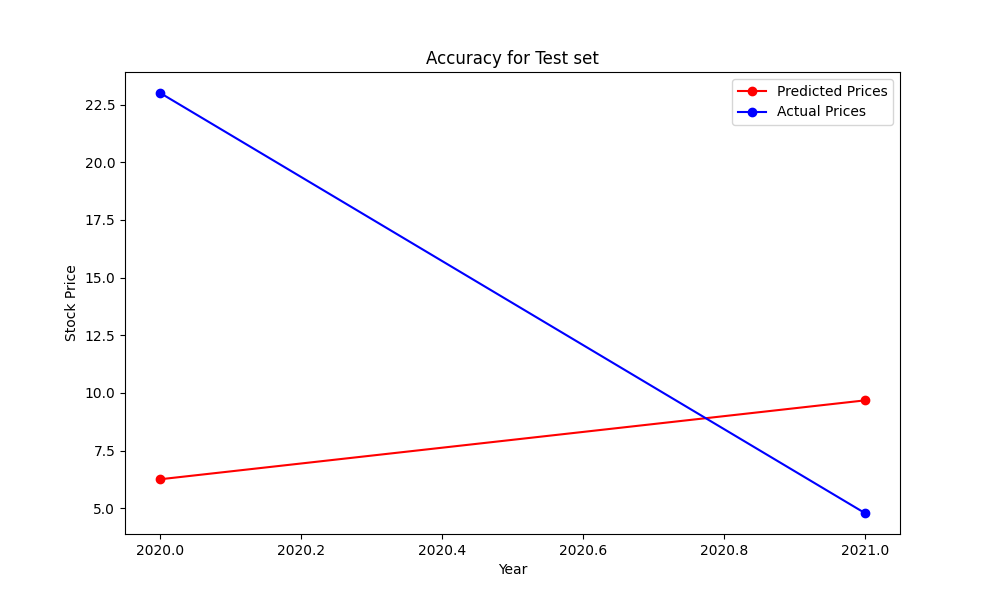 Accuracy for Test set
Predicted Prices
Actual Prices
22.5
20.0
17.5
15.0
12.5
10.0
7.5
5.0
Stock Price
2020.0 2020.2 2020.4 2020.6 2020.8 2021.0
Year